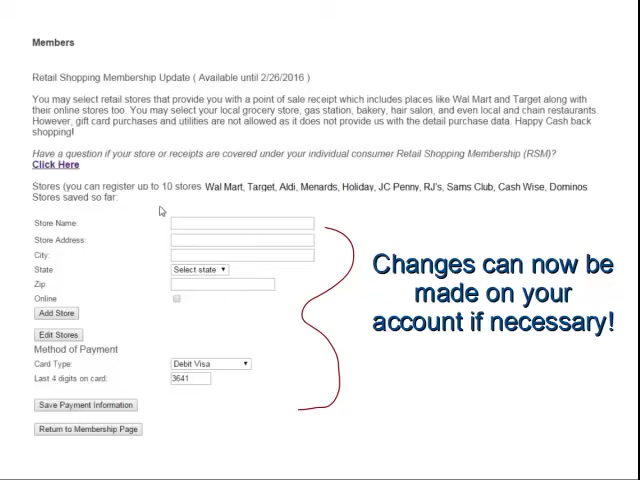 Members
Retail Shopping Membership Update ( Available until 2/26/2016 )
You may select retail stores that provide you with a point of sale receipt which includes places like Wal Mart and Target along with
their online stores too. You may select your local grocery store, gas station, bakery, hair salon, and even local and chain restaurants.
However, gift card purchases and utilities are not allowed as it does not provide us with the detail purchase data. Happy Cash back
shopping!
Have a question if your store or receipts are covered under your individual consumer Retail Shopping Membership (RSM)?
Click Here
Stores (you can register up to 10 stores Wal Mart, Target, Aldi, Menards, Holiday, JC Penny, RJ's, Sams Club, Cash Wise, Dominos
Stores saved so far:
Store Name:
Store Address:
City:
State Select state
Zip
Online
Add Store
Edit Stores
Method of Payment
Card Type: Debit Visa
Last 4 digits on card: 3641
Save Payment Information
Return to Membership Page
Changes can now be
made on your
account if necessary!